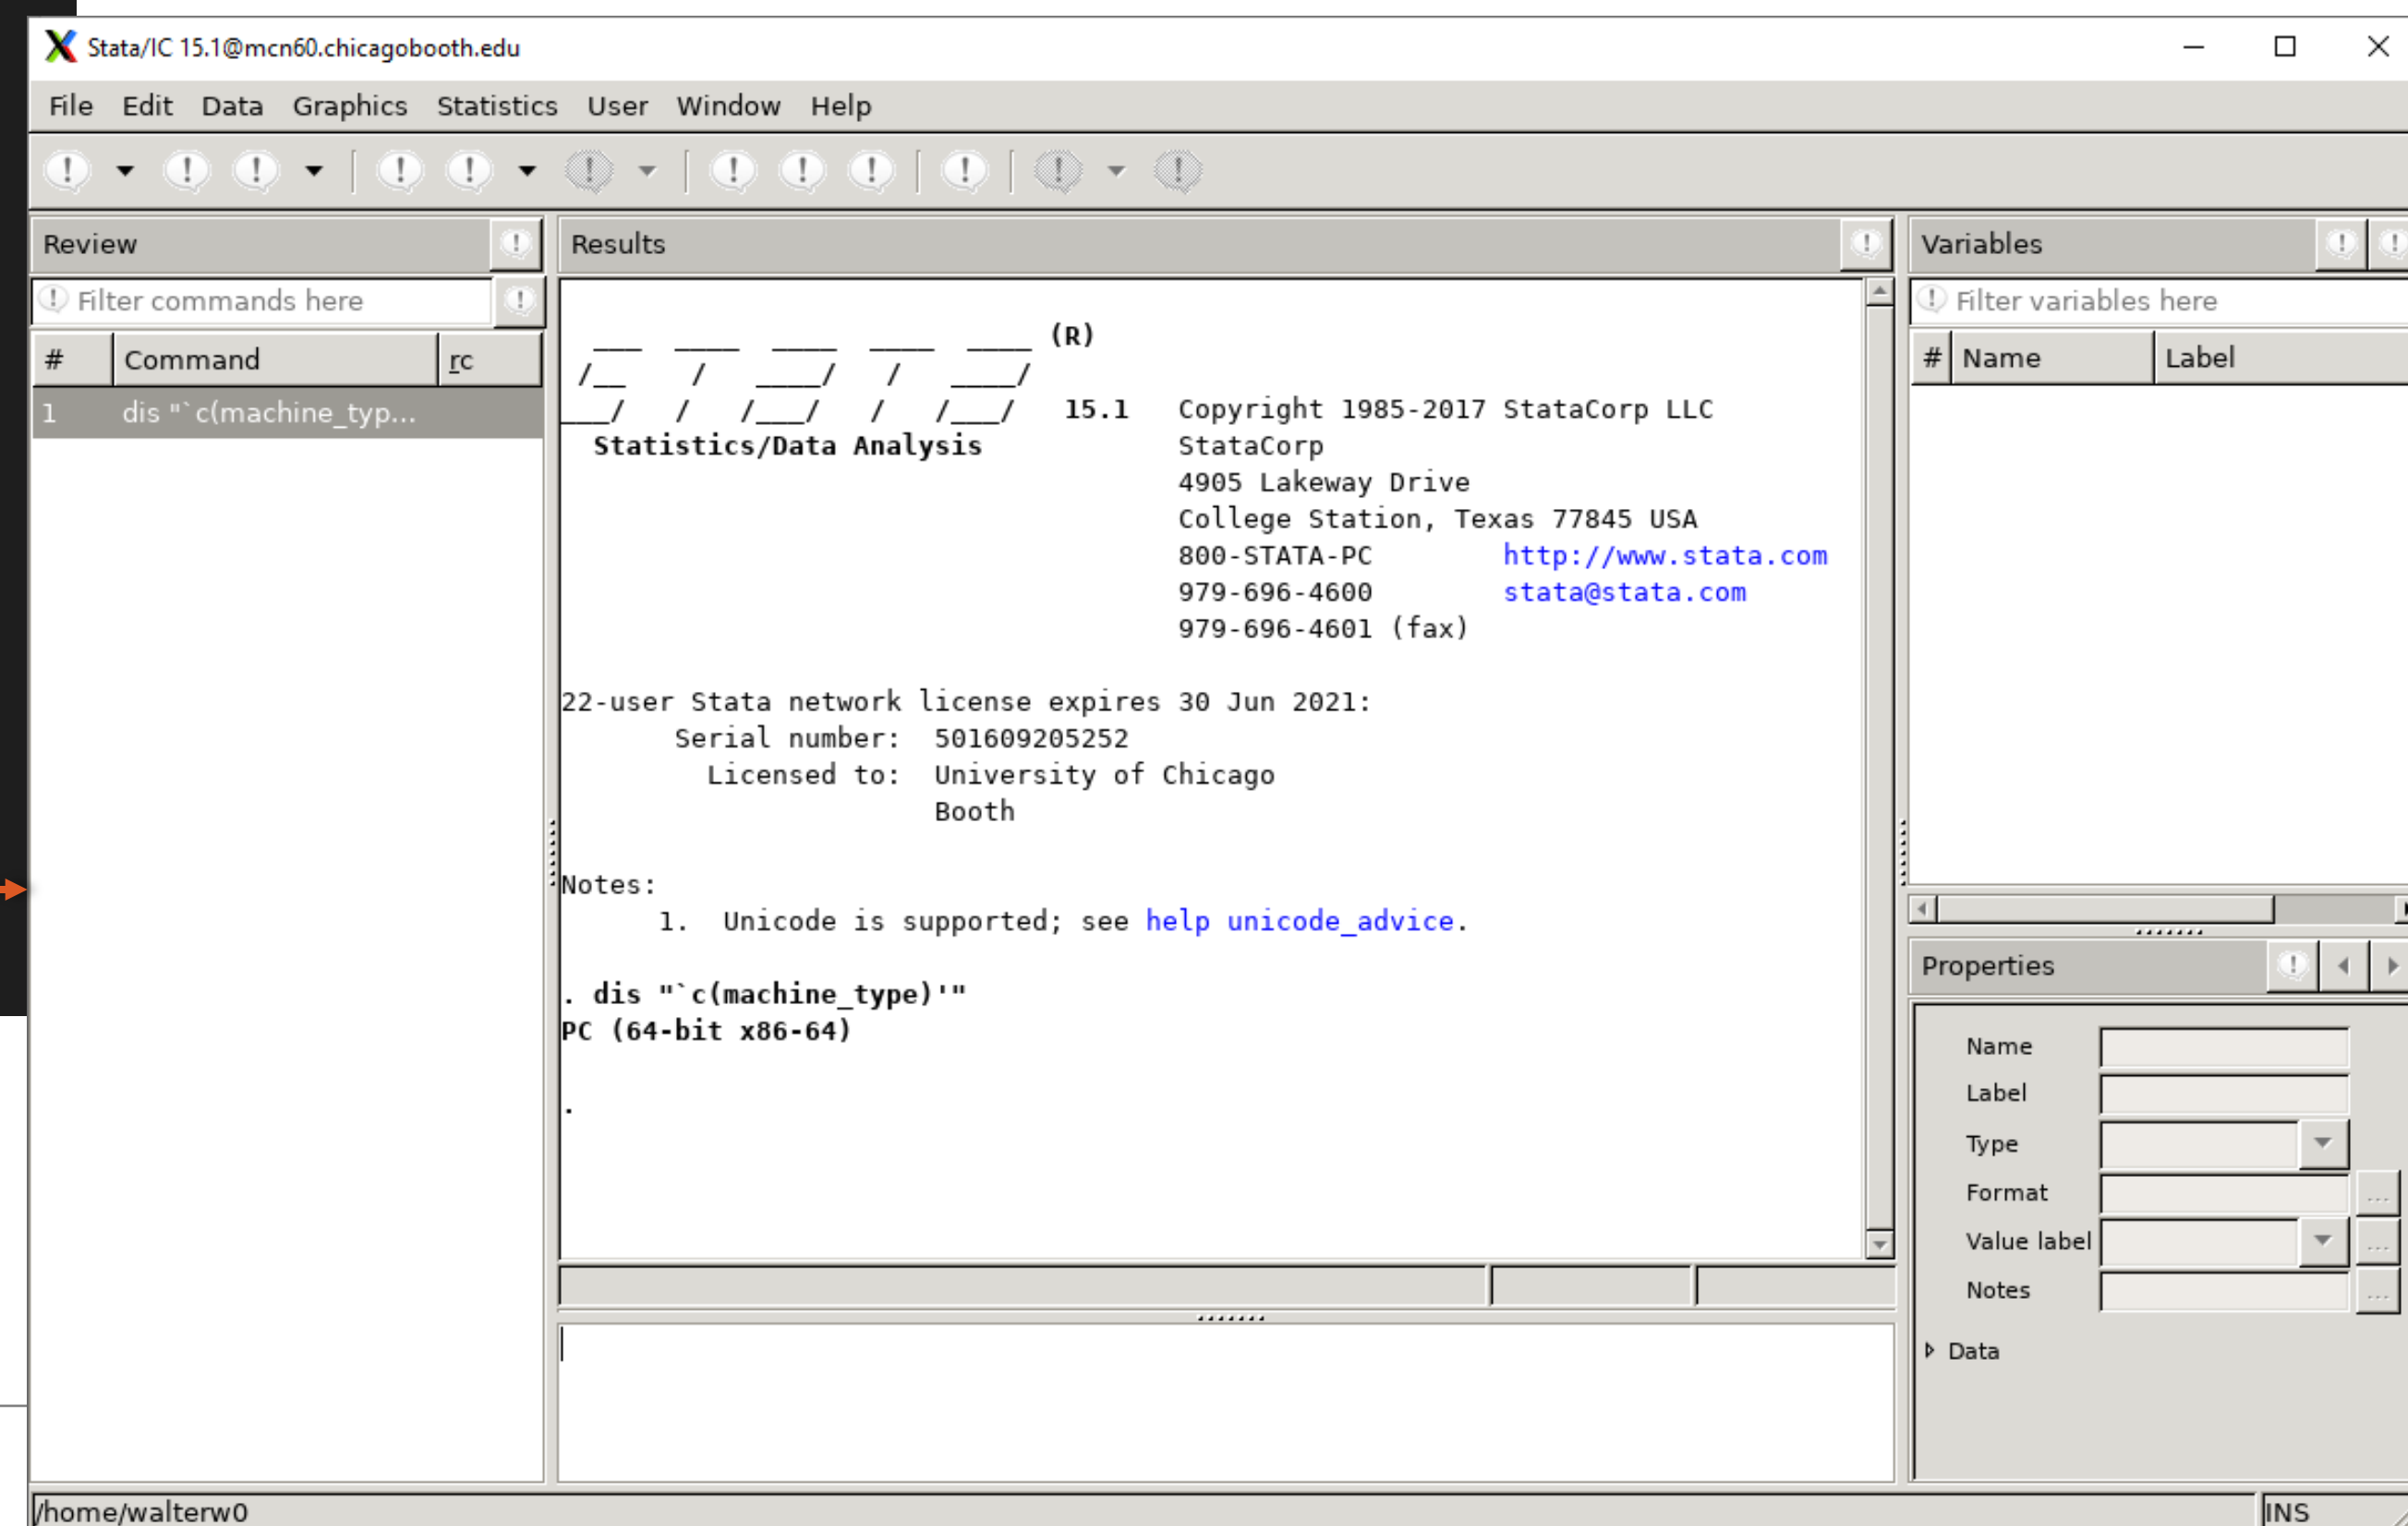 Stata/IC 15.1@mcn60.chicagobooth.edu
File Edit Data Graphics Statistics User Window Help
Review
Filter commands here
# Command rc
1 dis "`c(machine_typ...
Results
(R)
15.1 Copyright 1985-2017 StataCorp LLC
Statistics/Data Analysis StataCorp
4905 Lakeway Drive
College Station, Texas 77845 USA
800-STATA-PC http://www.stata.com
979-696-4600 stata@stata.com
979-696-4601 (fax)
22-user Stata network license expires 30 Jun 2021:
Serial number: 501609205252
Licensed to: University of Chicago
Booth
Notes:
1. Unicode is supported; see help unicode_advice.
. dis "`c(machine_type)'"
PC (64-bit x86-64)
.
Variables
Filter variables here
# Name Label
Properties
Name
Label
Type
Format ...
Value label ...
Notes ...
Data
/home/walterw0 INS